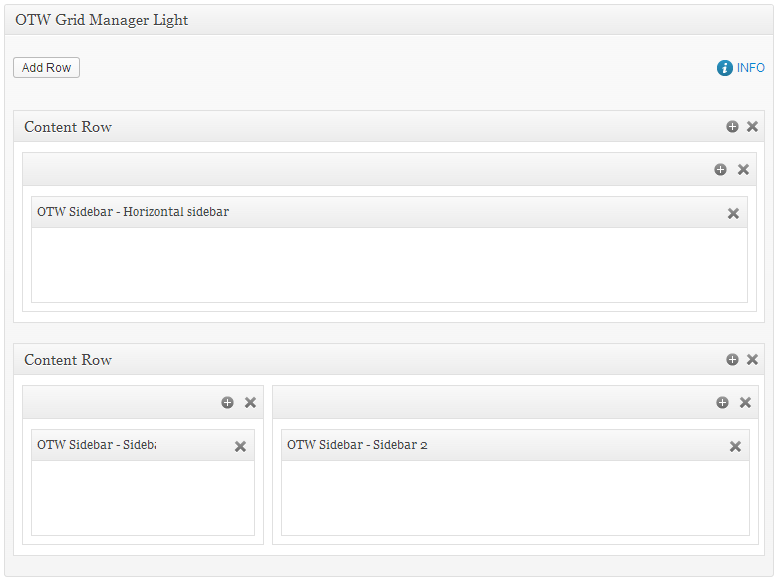 OTW Grid Manager Light
Add Row
INFO
Content Row
OTW Sidebar - Horizontal sidebar
Content Row
OTW Sidebar - Sideba
OTW Sidebar - Sidebar 2